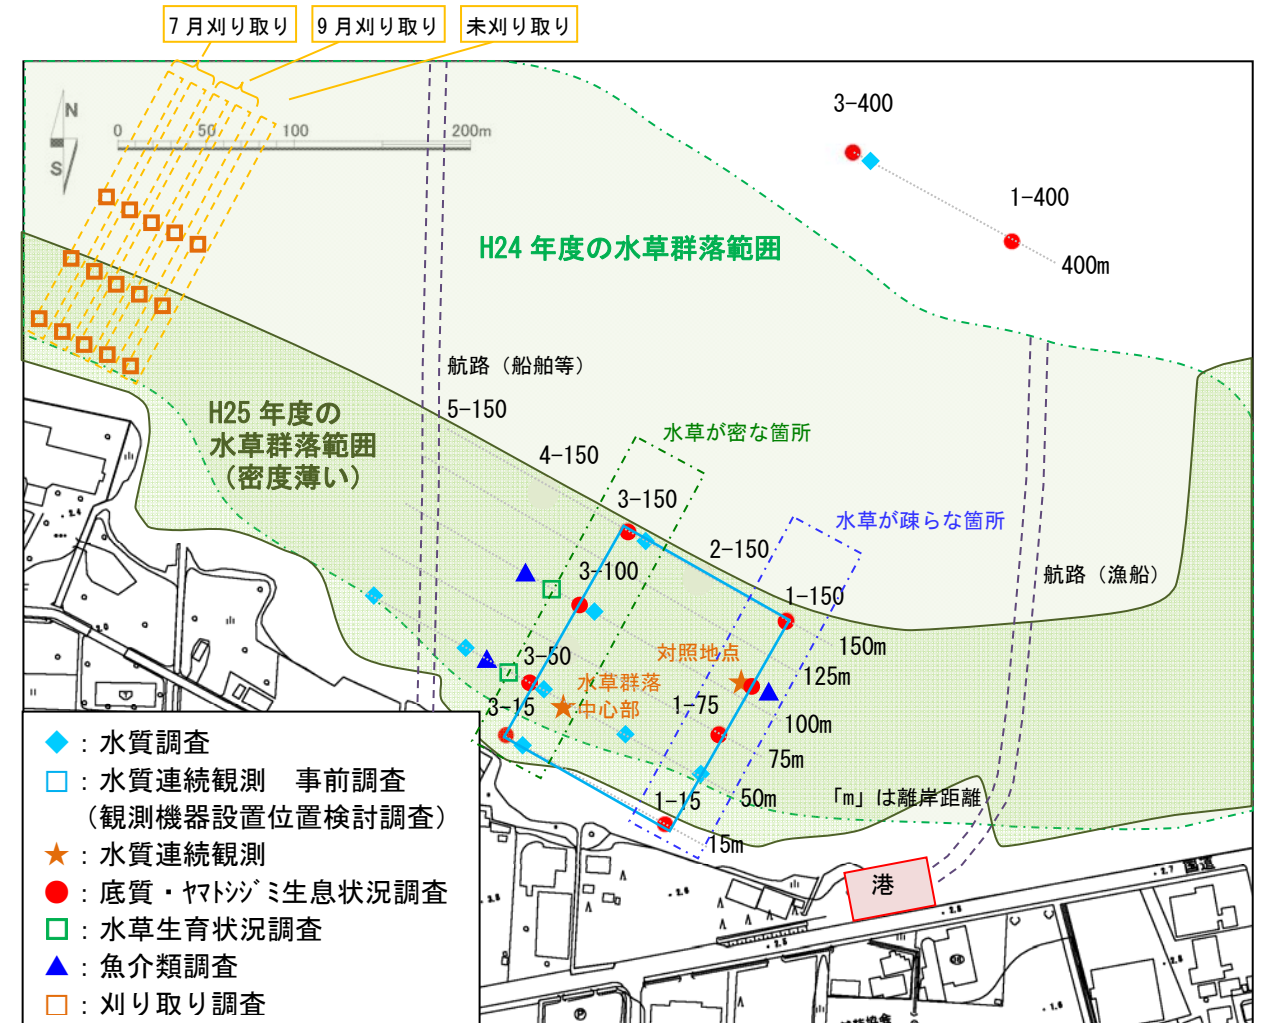 7月刈り取り
9月刈り取り
未刈り取り
N
S
0
50
100
200m
3-400
1-400
400m
H24 年度の水草群落範囲
航路（船舶等）
5-150
H25 年度の
水草群落範囲
（密度薄い）
水草が密な箇所
4-150
3-150
水草が疎らな箇所
2-150
3-100
航路（漁船）
1-150
150m
対照地点
3-50
125m
水草群落
中心部
1-75
3-15
100m
75m
1-15
50m
「m」は離岸距離
15m
港
国道
：水質調査
：水質連続観測　事前調査
（観測機器設置位置検討調査）
：水質連続観測
：底質・ﾔﾏﾄｼｼﾞﾐ生息状況調査
：水草生育状況調査
：魚介類調査
：刈り取り調査